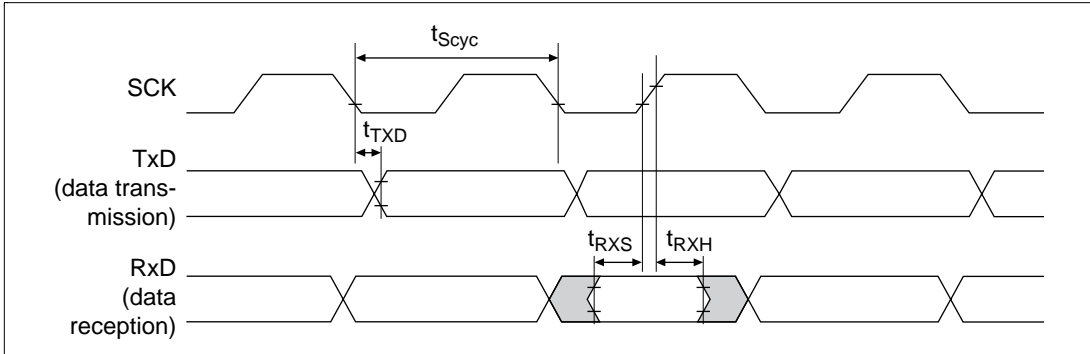 tScyc
SCK
tTXD
TxD
(data trans-
mission)
tRXS
tRXH
RxD
(data
reception)